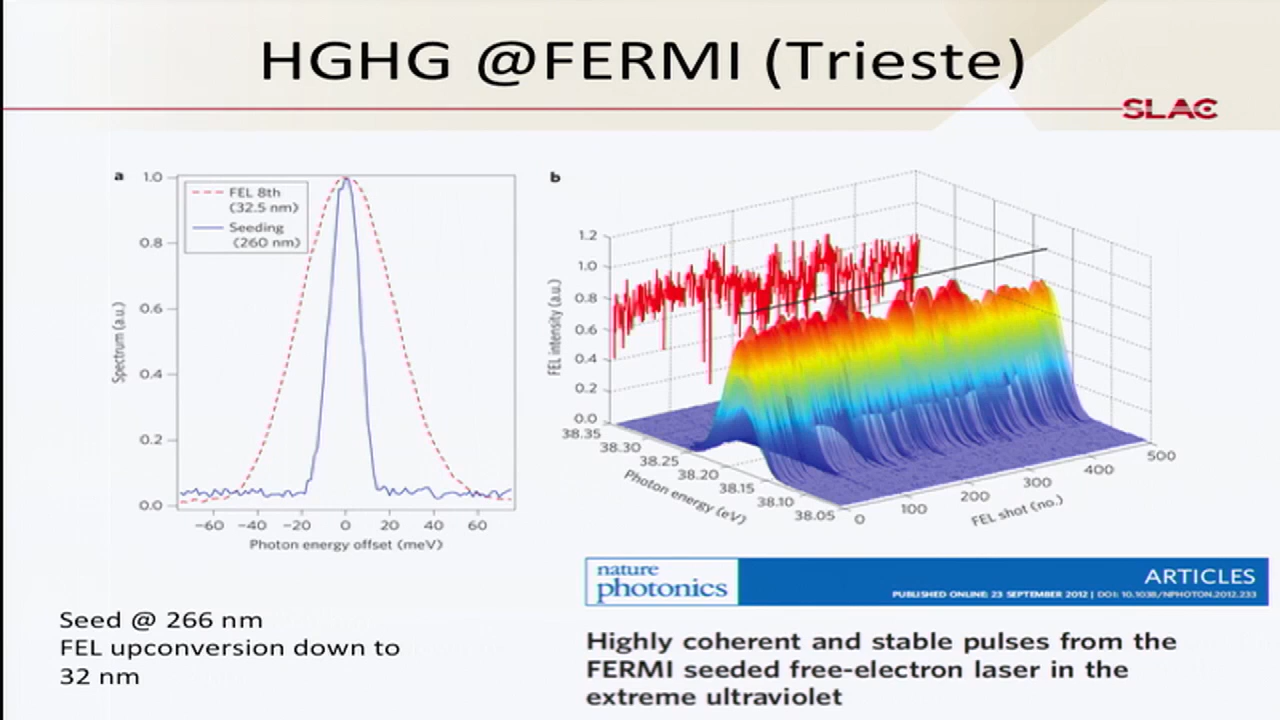 HGHG @FERMI (Trieste)
SLAC
a
1.0
0.8
0.6
0.4
0.2
0.0
Spectrum (a.u.)
FEL 8th
(32.5 nm)
Seeding
(260 nm)
−60 −40 −20 0 20 40 60
Photon energy offset (meV)
b
1.2
1.0
0.8
0.6
0.4
0.2
0.0
FEL intensity (a.u.)
38.35
38.30
38.25
38.20
38.15
38.10
38.05
Photon energy (eV)
0
100
200
300
400
500
FEL shot (no.)
Seed @ 266 nm
FEL upconversion down to
32 nm
nature
photonics
ARTICLES
PUBLISHED ONLINE: 23 SEPTEMBER 2012 | DOI: 10.1038/NPHOTON.2012.233
Highly coherent and stable pulses from the
FERMI seeded free-electron laser in the
extreme ultraviolet